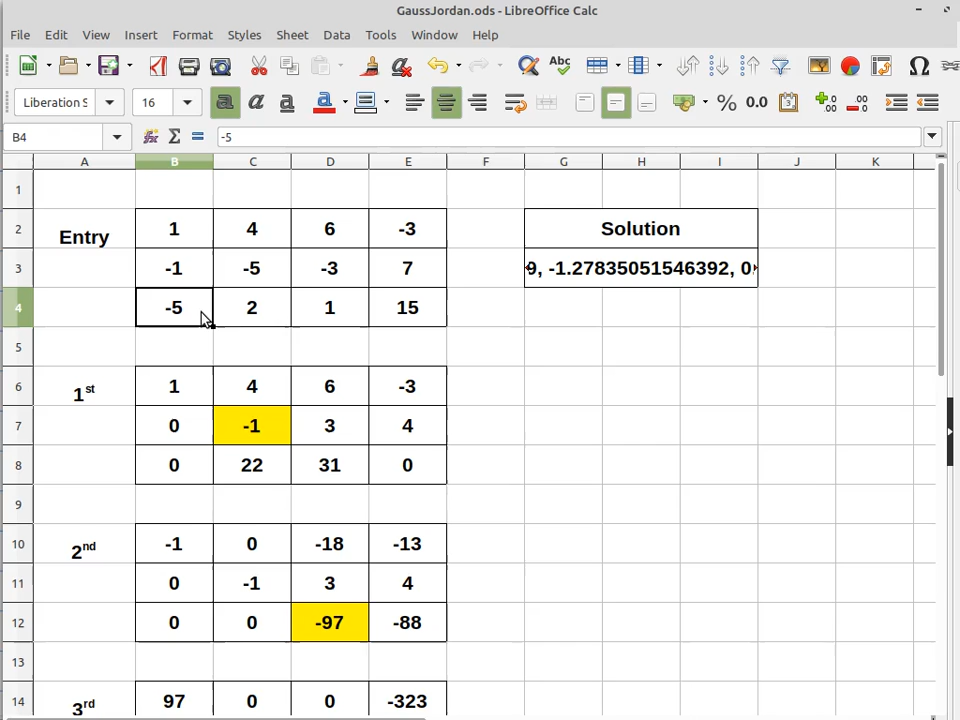 GaussJordan.ods - LibreOffice Calc
File Edit View Insert Format Styles Sheet Data Tools Window Help
Liberation S 16 % 0.0
B4 -5
A B C D E F G H I J K
1
2 Entry 1 4 6 -3 Solution
3 -1 -5 -3 7 9, -1.27835051546392, 0
4 -5 2 1 15
5
6 1st 1 4 6 -3
7 0 -1 3 4
8 0 22 31 0
9
10 2nd -1 0 -18 -13
11 0 -1 3 4
12 0 0 -97 -88
13
14 3rd 97 0 0 -323